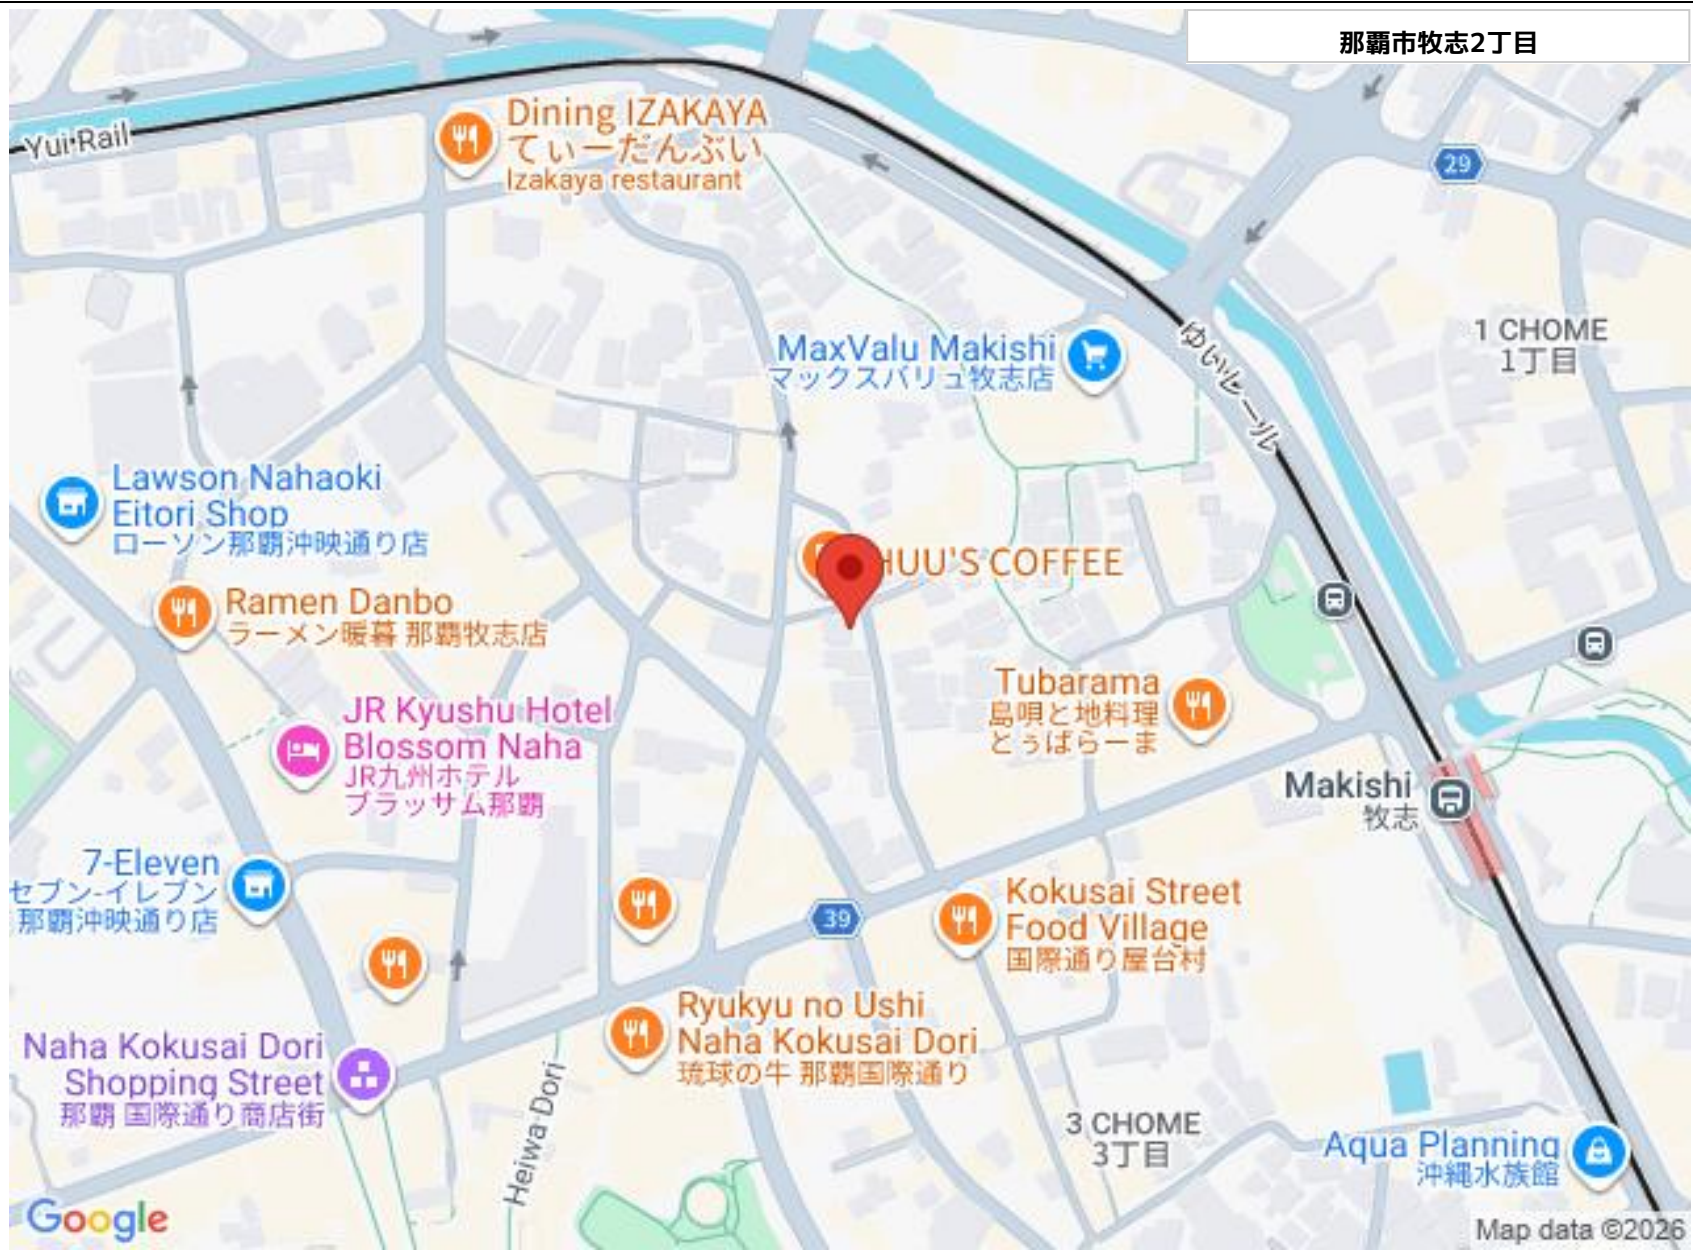 那覇市牧志2丁目
Dining IZAKAYA
てぃーだんぶい
Izakaya restaurant
Yui Rail
29
1 CHOME
1丁目
MaxValu Makishi
マックスバリュ牧志店
ゆいレール
Lawson Nahaoki
Eitori Shop
ローソン那覇沖映通り店
HUU'S COFFEE
Ramen Danbo
ラーメン暖暮 那覇牧志店
Tubarama
島唄と地料理
とぅばらーま
JR Kyushu Hotel
Blossom Naha
JR九州ホテル
ブラッサム那覇
Makishi
牧志
7-Eleven
セブン-イレブン
那覇沖映通り店
39
Kokusai Street
Food Village
国際通り屋台村
Ryukyu no Ushi
Naha Kokusai Dori
琉球の牛 那覇国際通り
Naha Kokusai Dori
Shopping Street
那覇 国際通り商店街
Heiwa Dori
3 CHOME
3丁目
Aqua Planning
沖縄水族館
Google
Map data ©2026